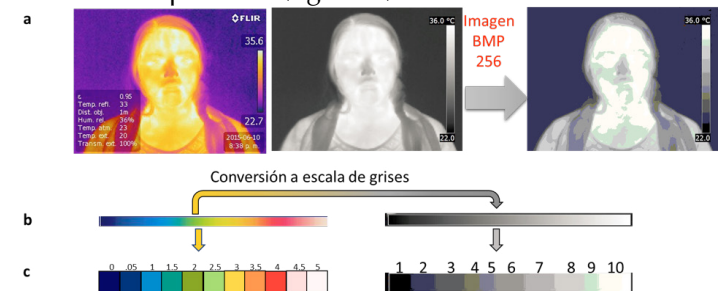 a
FLIR
35.6
ε 0.95
Temp. refl. 33
Dist. obj. 1m
Hum. rel. 36%
Temp. atm. 23
Temp. ext. 20
Transm. ext. 100%
22.7
2015-06-10
8:38 p.m.
36.0 °C
22.0
Imagen
BMP
256
36.0 °C
22.0
Conversión a escala de grises
b
c
0 .05 1 1.5 2 2.5 3 3.5 4 4.5 5
1 2 3 4 5 6 7 8 9 10